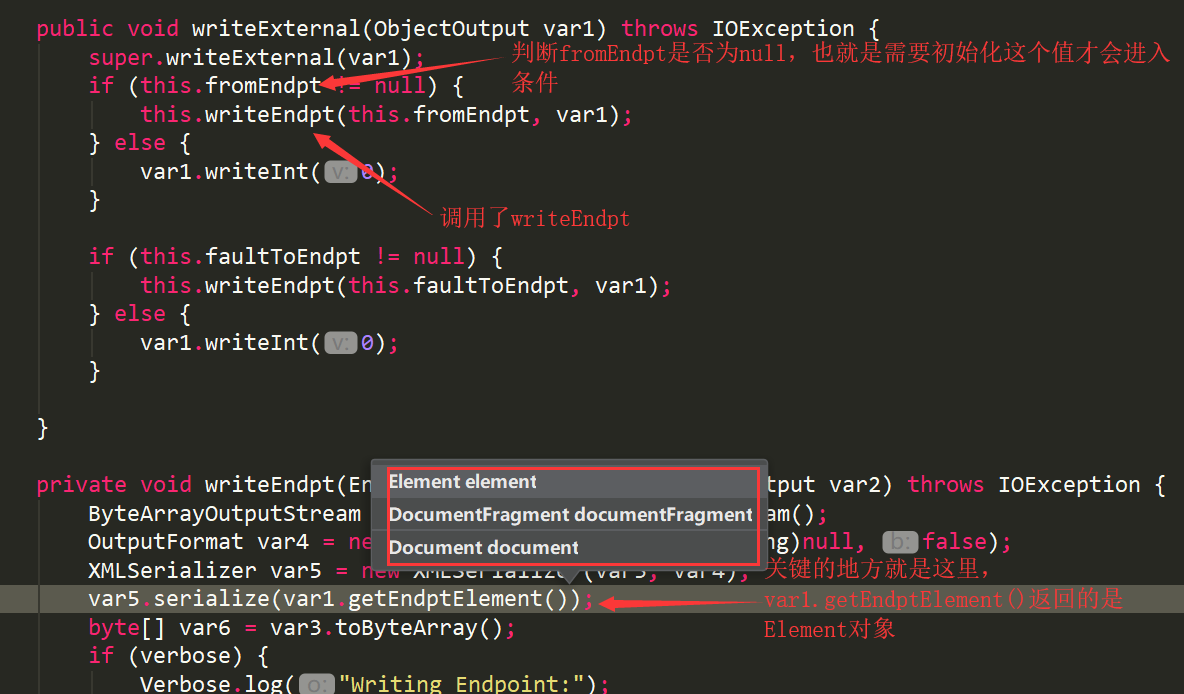 public void writeExternal(ObjectOutput var1) throws IOException {
super.writeExternal(var1);
判断fromEndpt是否为null，也就是需要初始化这个值才会进入
条件
if (this.fromEndpt != null) {
this.writeEndpt(this.fromEndpt, var1);
} else {
var1.writeInt( v: 0);
}
调用了writeEndpt
if (this.faultToEndpt != null) {
this.writeEndpt(this.faultToEndpt, var1);
} else {
var1.writeInt( v: 0);
}
}
Element element
DocumentFragment documentFragment
Document document
private void writeEndpt(En tput var2) throws IOException {
ByteArrayOutputStream am();
OutputFormat var4 = ne ng)null, b: false);
XMLSerializer var5 = new XMLSerialize (var3, var4);
关键的地方就是这里，
var5.serialize(var1.getEndptElement());
var1.getEndptElement()返回的是
Element对象
byte[] var6 = var3.toByteArray();
if (verbose) {
Verbose.log( o: "Writing Endpoint:");